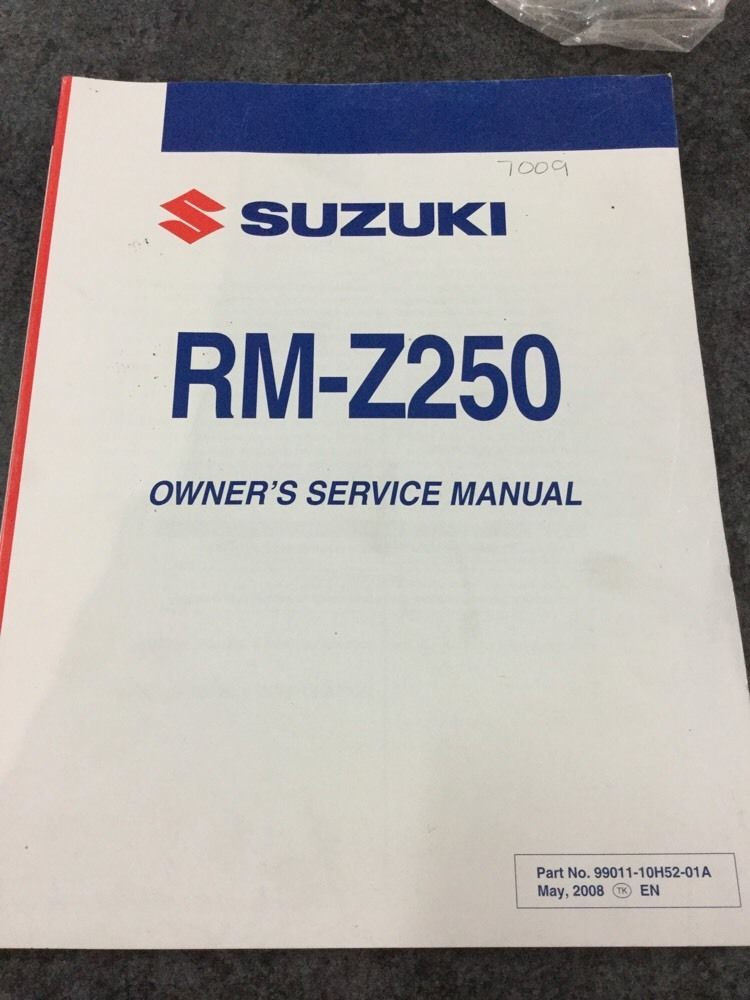 7009
SUZUKI
RM-Z250
OWNER'S SERVICE MANUAL
Part No. 99011-10H52-01A
May, 2008 TK EN